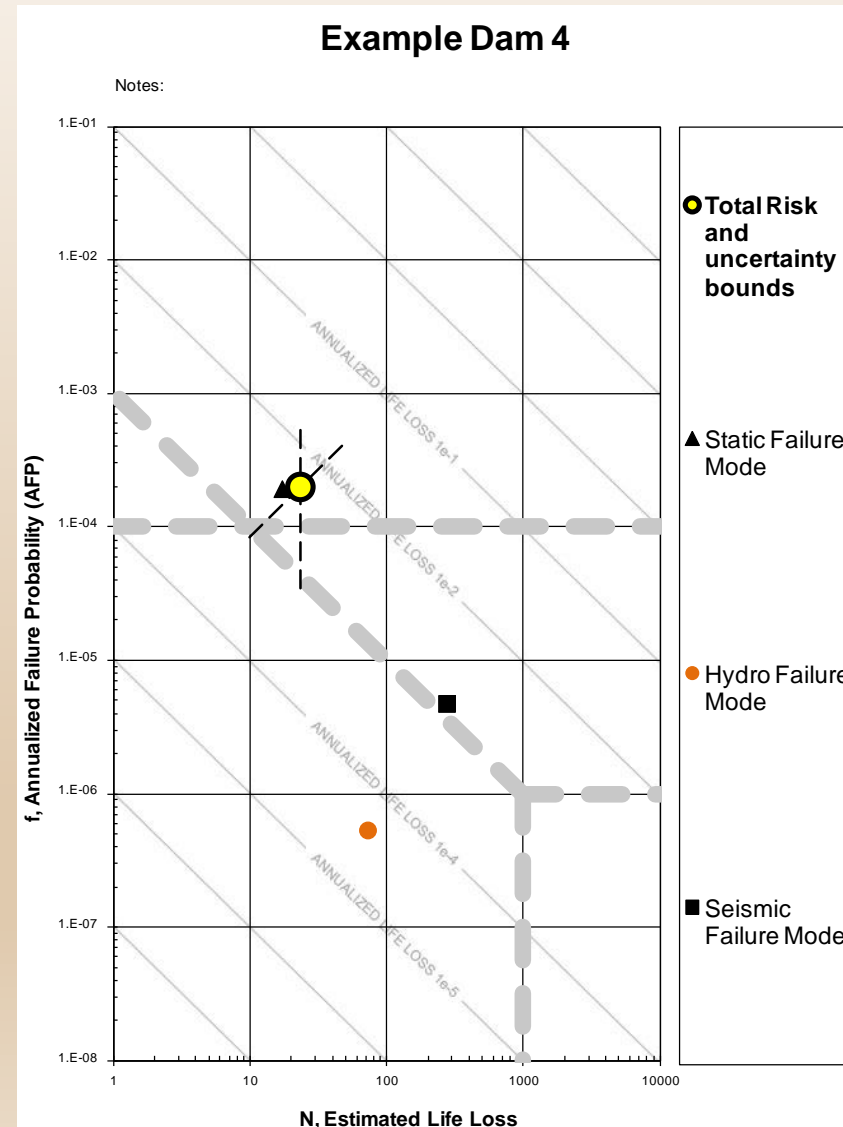 Example Dam 4
Notes:
f, Annualized Failure Probability (AFP)
1.E-01
1.E-02
1.E-03
1.E-04
1.E-05
1.E-06
1.E-07
1.E-08
ANNUALIZED LIFE LOSS 1e-1
ANNUALIZED LIFE LOSS 1e-2
ANNUALIZED LIFE LOSS 1e-4
ANNUALIZED LIFE LOSS 1e-5
1
10
100
1000
10000
N, Estimated Life Loss
Total Risk
and
uncertainty
bounds
Static Failure
Mode
Hydro Failure
Mode
Seismic
Failure Mode